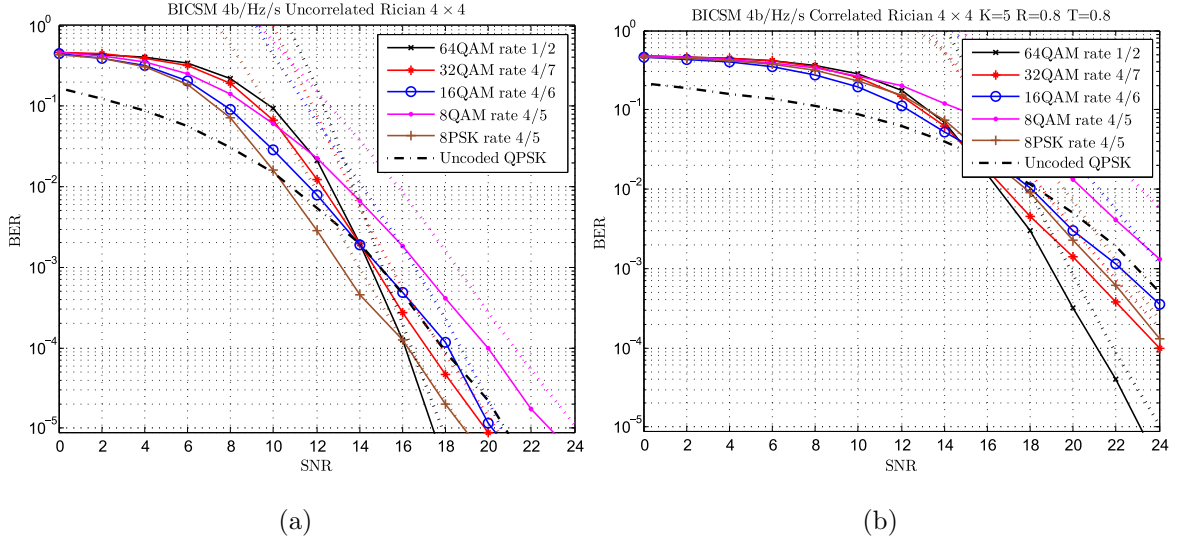 BICSM 4b/Hz/s Uncorrelated Rician 4 × 4
10^0
10^-1
10^-2
10^-3
10^-4
10^-5
BER
64QAM rate 1/2
32QAM rate 4/7
16QAM rate 4/6
8QAM rate 4/5
8PSK rate 4/5
Uncoded QPSK
0 2 4 6 8 10 12 14 16 18 20 22 24
SNR
(a)
BICSM 4b/Hz/s Correlated Rician 4 × 4 K=5 R=0.8 T=0.8
10^0
10^-1
10^-2
10^-3
10^-4
10^-5
BER
64QAM rate 1/2
32QAM rate 4/7
16QAM rate 4/6
8QAM rate 4/5
8PSK rate 4/5
Uncoded QPSK
0 2 4 6 8 10 12 14 16 18 20 22 24
SNR
(b)